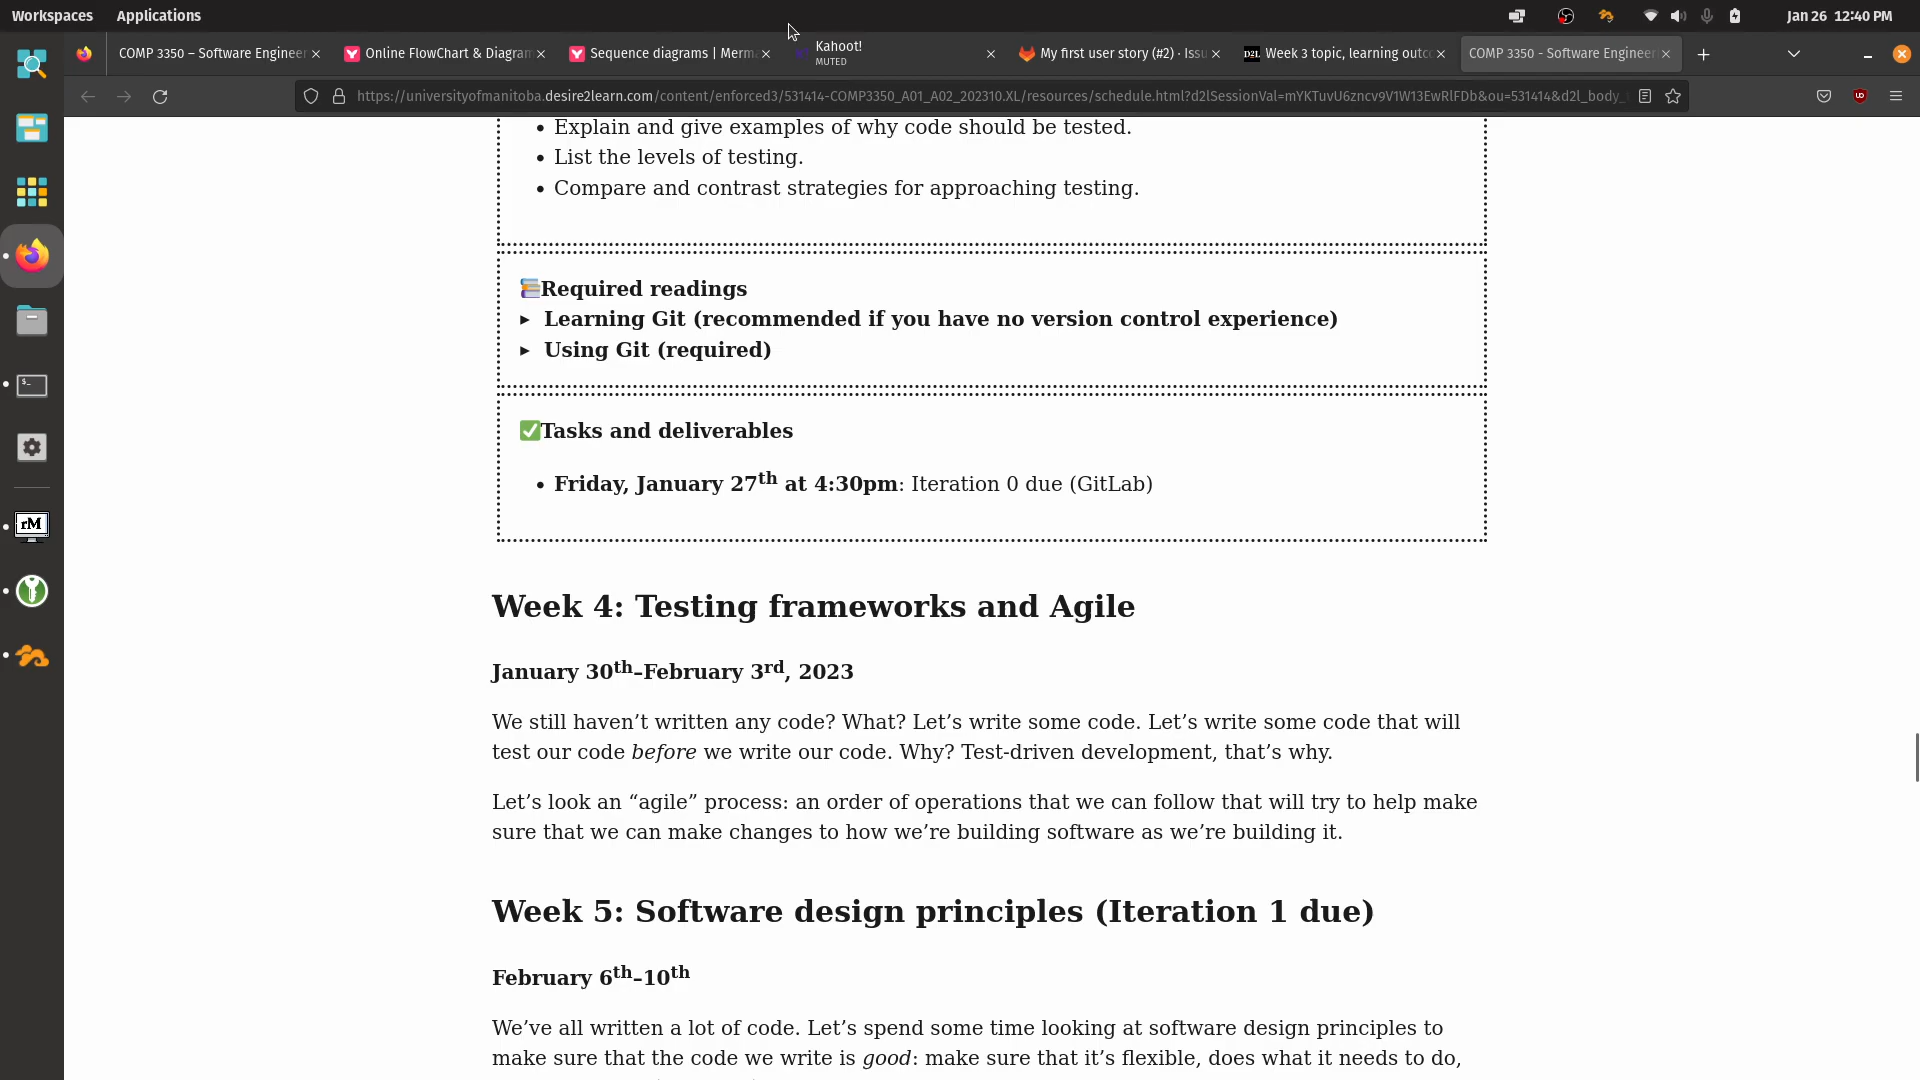 Workspaces Applications Jan 26 12:40 PM
COMP 3350 – Software Engineer Online FlowChart & Diagram Sequence diagrams | Merma Kahoot! My first user story (#2) · Issu Week 3 topic, learning outco COMP 3350 - Software Engineer
MUTED
https://universityofmanitoba.desire2learn.com/content/enforced3/531414-COMP3350_A01_A02_202310.XL/resources/schedule.html?d2lSessionVal=mYKTuvU6zncv9V1W13EwRlFDb&ou=531414&d2l_body_
• Explain and give examples of why code should be tested.
• List the levels of testing.
• Compare and contrast strategies for approaching testing.
📚Required readings
▸ Learning Git (recommended if you have no version control experience)
▸ Using Git (required)
✅Tasks and deliverables
• Friday, January 27th at 4:30pm: Iteration 0 due (GitLab)
rM
Week 4: Testing frameworks and Agile
January 30th–February 3rd, 2023
We still haven’t written any code? What? Let’s write some code. Let’s write some code that will
test our code before we write our code. Why? Test-driven development, that’s why.
Let’s look an “agile” process: an order of operations that we can follow that will try to help make
sure that we can make changes to how we’re building software as we’re building it.
Week 5: Software design principles (Iteration 1 due)
February 6th–10th
We’ve all written a lot of code. Let’s spend some time looking at software design principles to
make sure that the code we write is good: make sure that it’s flexible, does what it needs to do,